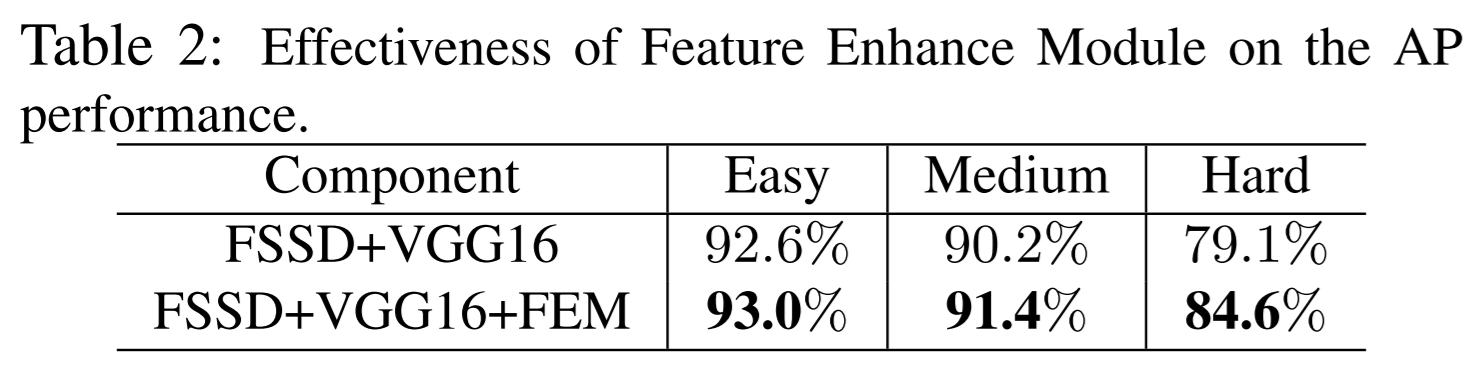 Table 2: Effectiveness of Feature Enhance Module on the AP
performance.
Component Easy Medium Hard
FSSD+VGG16 92.6% 90.2% 79.1%
FSSD+VGG16+FEM 93.0% 91.4% 84.6%